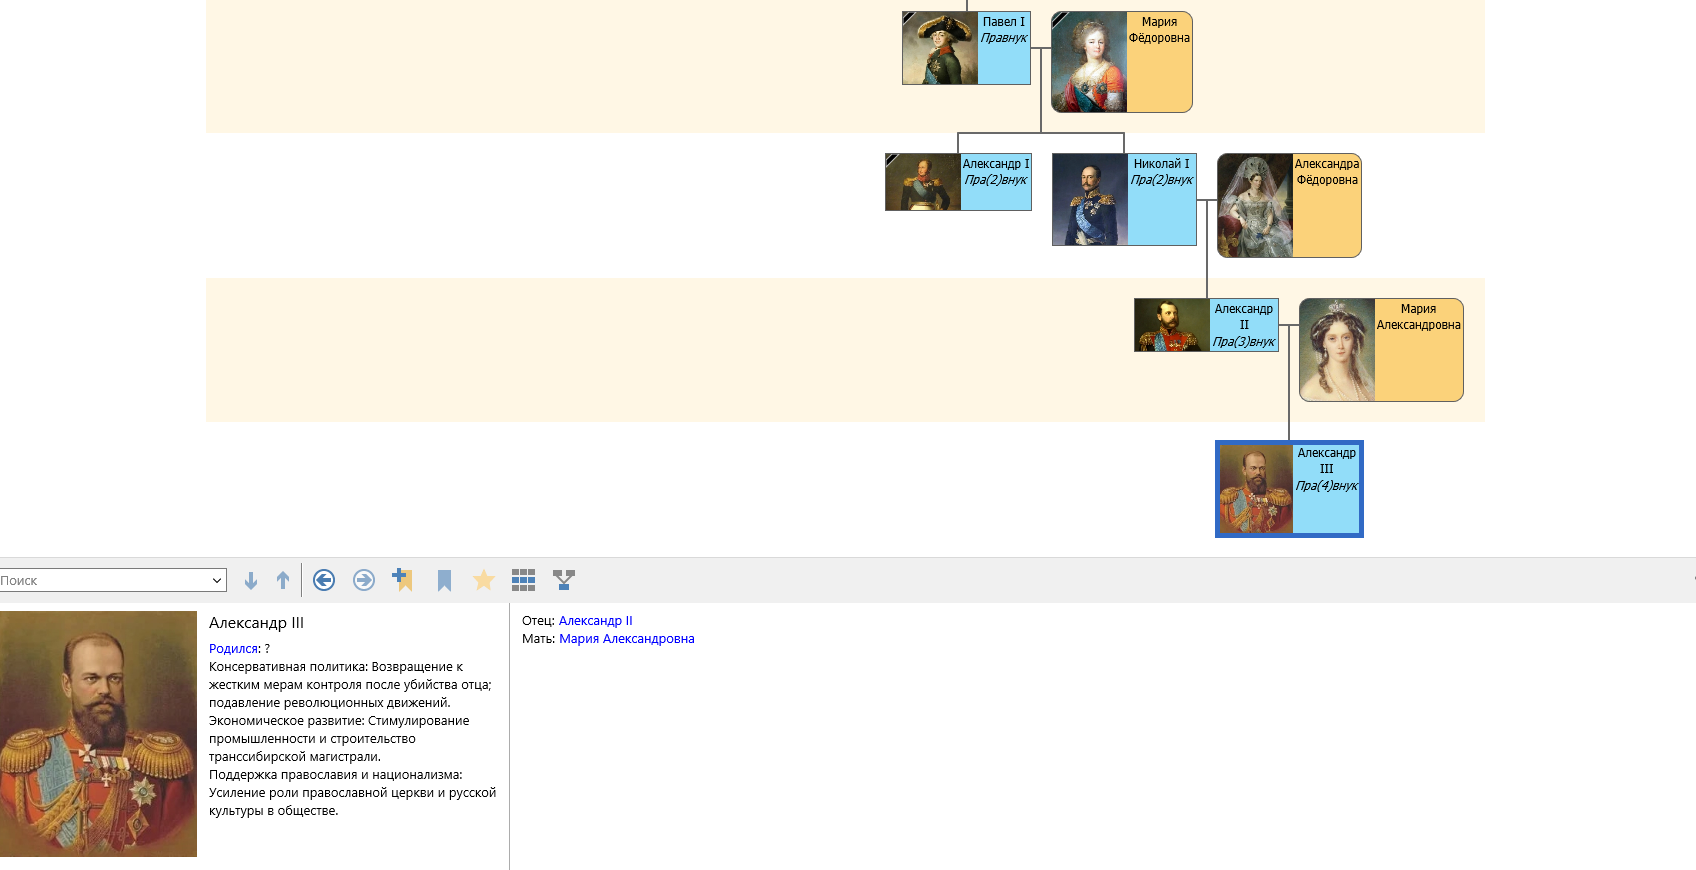 Павел I
Правнук
Мария
Фёдоровна
Александр I
Пра(2)внук
Николай I
Пра(2)внук
Александра
Фёдоровна
Александр
II
Пра(3)внук
Мария
Александровна
Александр
III
Пра(4)внук
Поиск
Александр III
Родился: ?
Консервативная политика: Возвращение к
жестким мерам контроля после убийства отца;
подавление революционных движений.
Экономическое развитие: Стимулирование
промышленности и строительство
транссибирской магистрали.
Поддержка православия и национализма:
Усиление роли православной церкви и русской
культуры в обществе.
Отец: Александр II
Мать: Мария Александровна